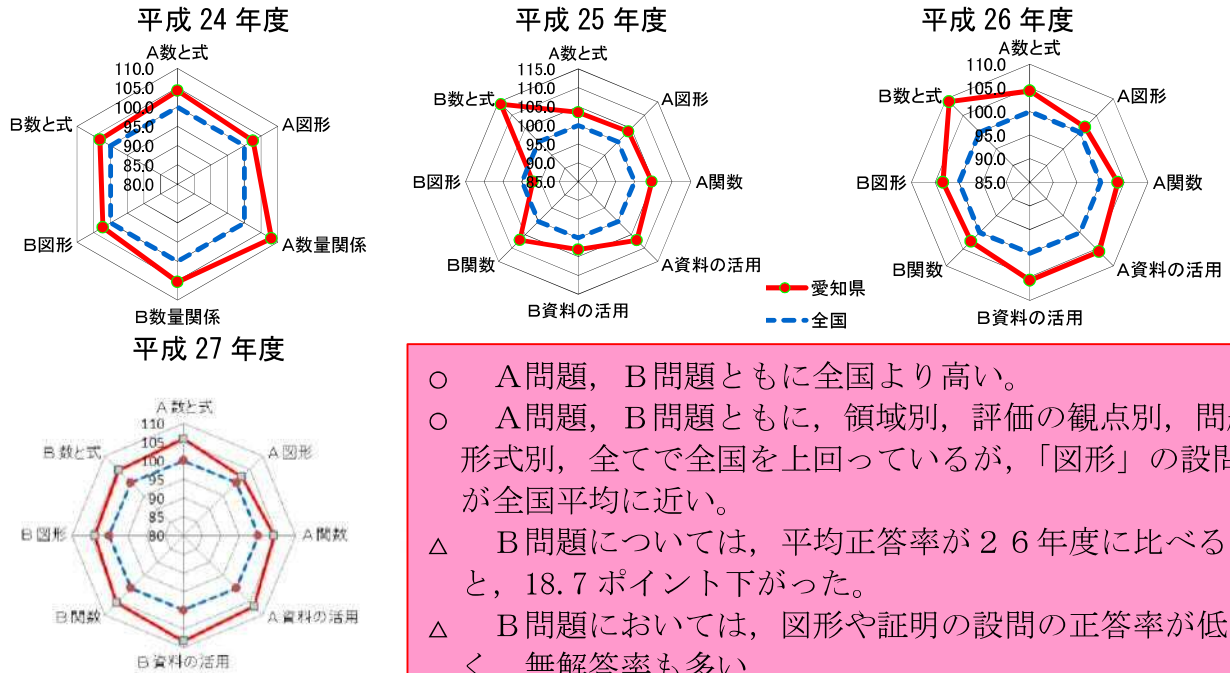 平成 24 年度
A数と式
110.0
105.0
100.0
95.0
90.0
85.0
80.0
A図形
A数量関係
B数量関係
B図形
B数と式
平成 25 年度
A数と式
115.0
110.0
105.0
100.0
95.0
90.0
85.0
A図形
A関数
A資料の活用
B資料の活用
B関数
B図形
B数と式
愛知県
全国
平成 26 年度
A数と式
110.0
105.0
100.0
95.0
90.0
85.0
A図形
A関数
A資料の活用
B資料の活用
B関数
B図形
B数と式
平成 27 年度
A数と式
110
105
100
95
90
85
80
A図形
A関数
A資料の活用
B資料の活用
B関数
B図形
B数と式
○ A問題，B問題ともに全国より高い。
○ A問題，B問題ともに，領域別，評価の観点別，問
形式別，全てで全国を上回っているが，「図形」の設問
が全国平均に近い。
△ B問題については，平均正答率が２６年度に比べる
と，18.7 ポイント下がった。
△ B問題においては，図形や証明の設問の正答率が低
く，無解答率も多い